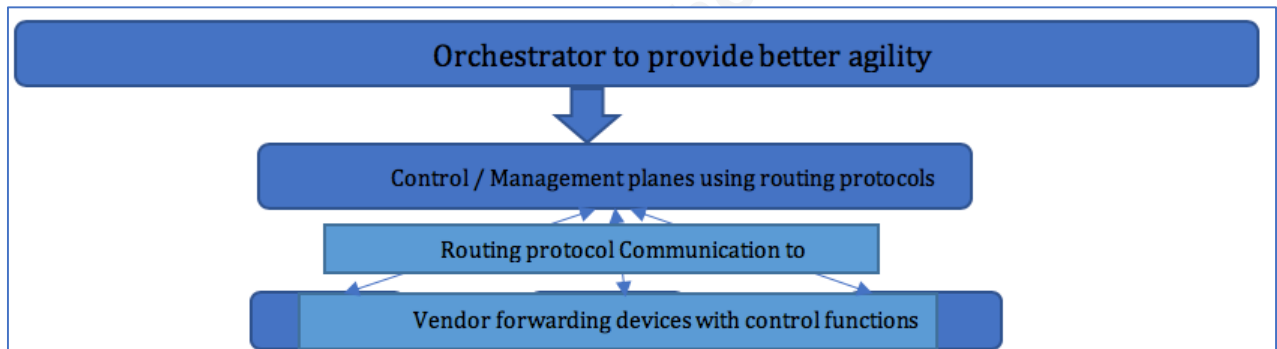 Orchestrator to provide better agility
Control / Management planes using routing protocols
Routing protocol Communication to
Vendor forwarding devices with control functions